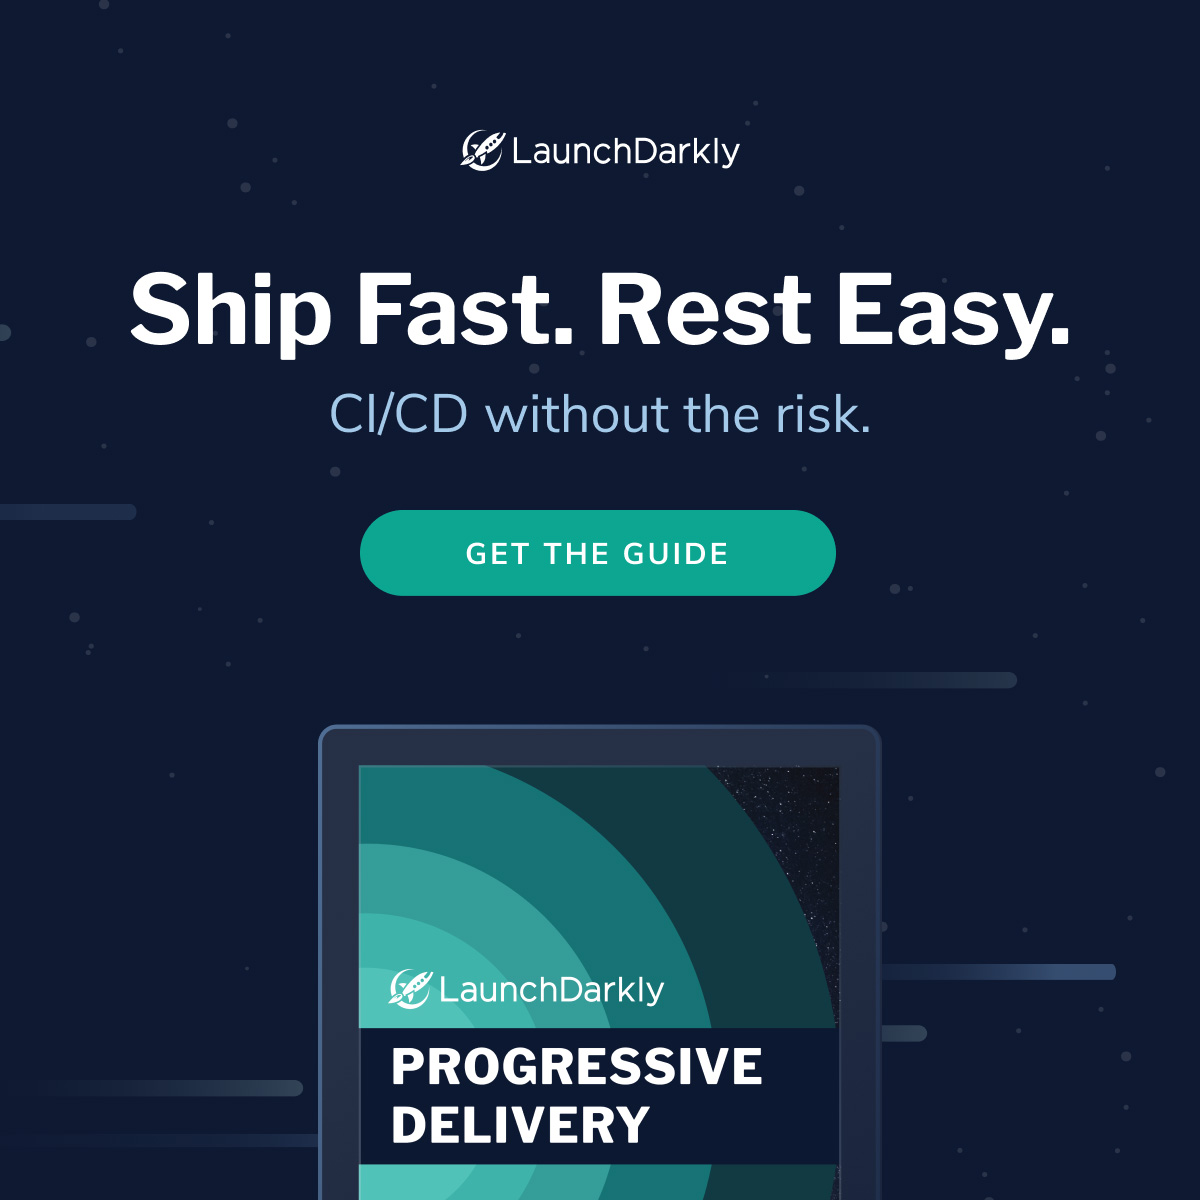 LaunchDarkly
Ship Fast. Rest Easy.
CI/CD without the risk.
GET THE GUIDE
LaunchDarkly
PROGRESSIVE
DELIVERY